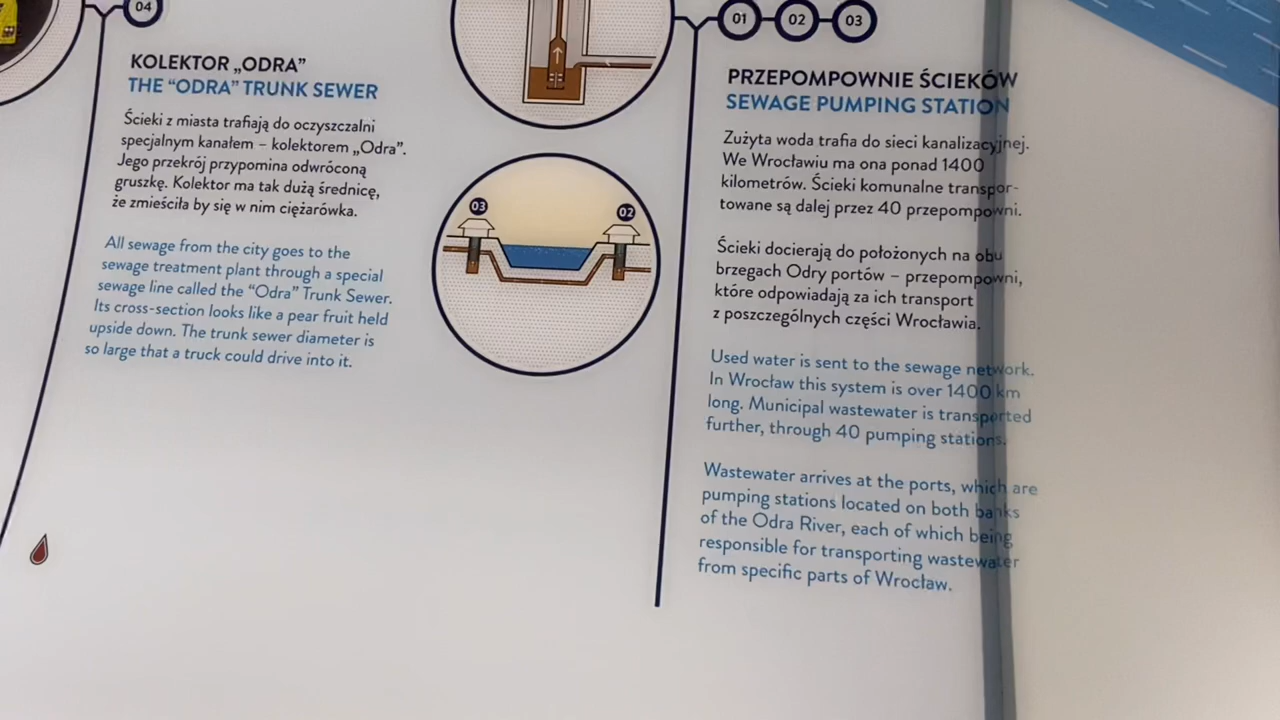 04
KOLEKTOR „ODRA”
THE “ODRA” TRUNK SEWER
Ścieki z miasta trafiają do oczyszczalni
specjalnym kanałem – kolektorem „Odra”.
Jego przekrój przypomina odwróconą
gruszkę. Kolektor ma tak dużą średnicę,
że zmieściła by się w nim ciężarówka.
All sewage from the city goes to the
sewage treatment plant through a special
sewage line called the “Odra” Trunk Sewer.
Its cross-section looks like a pear fruit held
upside down. The trunk sewer diameter is
so large that a truck could drive into it.
03
02
01 02 03
PRZEPOMPOWNIE ŚCIEKÓW
SEWAGE PUMPING STATION
Zużyta woda trafia do sieci kanalizacyjnej.
We Wrocławiu ma ona ponad 1400
kilometrów. Ścieki komunalne transpor-
towane są dalej przez 40 przepompowni.
Ścieki docierają do położonych na obu
brzegach Odry portów – przepompowni,
które odpowiadają za ich transport
z poszczególnych części Wrocławia.
Used water is sent to the sewage network.
In Wrocław this system is over 1400 km
long. Municipal wastewater is transported
further, through 40 pumping stations.
Wastewater arrives at the ports, which are
pumping stations located on both banks
of the Odra River, each of which being
responsible for transporting wastewater
from specific parts of Wrocław.